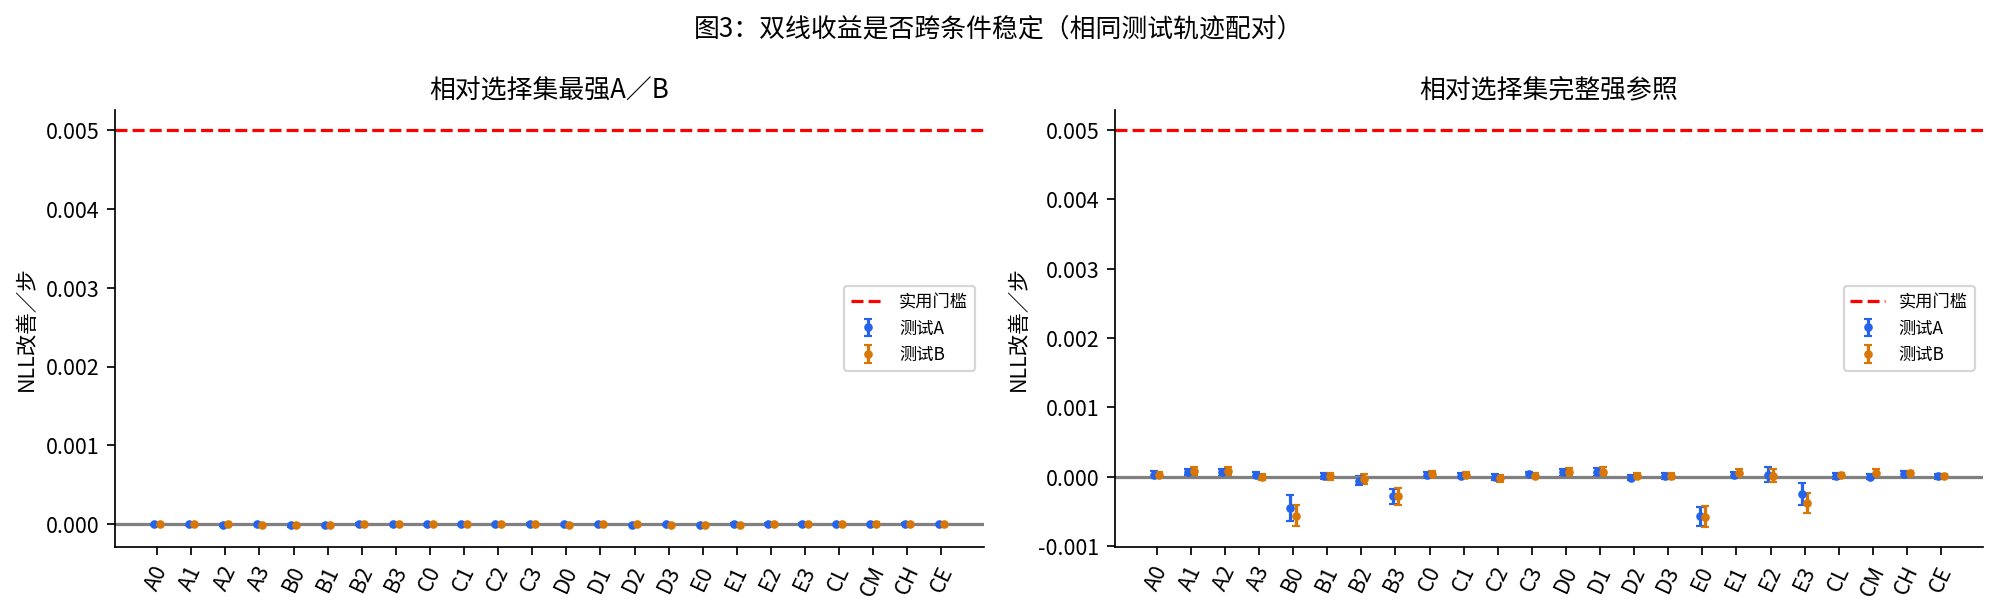 图3：双线收益是否跨条件稳定（相同测试轨迹配对）
相对选择集最强A／B
NLL改善／步
0.005
0.004
0.003
0.002
0.001
0.000
实用门槛
测试A
测试B
A0 A1 A2 A3 B0 B1 B2 B3 C0 C1 C2 C3 D0 D1 D2 D3 E0 E1 E2 E3 CL CM CH CE
相对选择集完整强参照
NLL改善／步
0.005
0.004
0.003
0.002
0.001
0.000
-0.001
实用门槛
测试A
测试B
A0 A1 A2 A3 B0 B1 B2 B3 C0 C1 C2 C3 D0 D1 D2 D3 E0 E1 E2 E3 CL CM CH CE